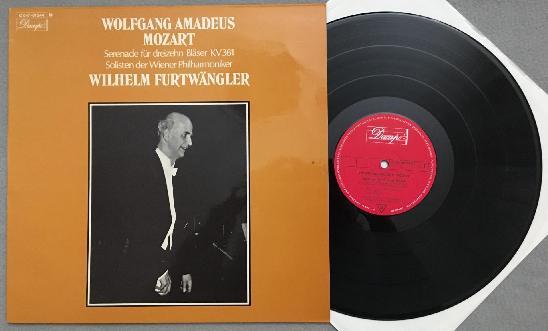 Dacapo
WOLFGANG AMADEUS
MOZART
Serenade für dreizehn Bläser KV 361
Solisten der Wiener Philharmoniker
WILHELM FURTWÄNGLER
Dacapo